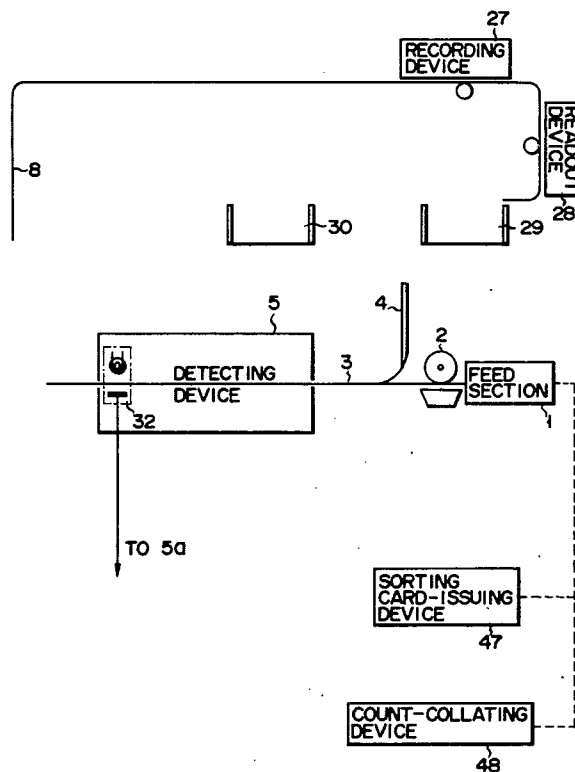 27
RECORDING
DEVICE
READOUT
DEVICE
28
8
30
29
5
4
2
3
DETECTING
DEVICE
FEED
SECTION
1
32
TO 5a
SORTING
CARD-ISSUING
DEVICE
47
COUNT-COLLATING
DEVICE
48